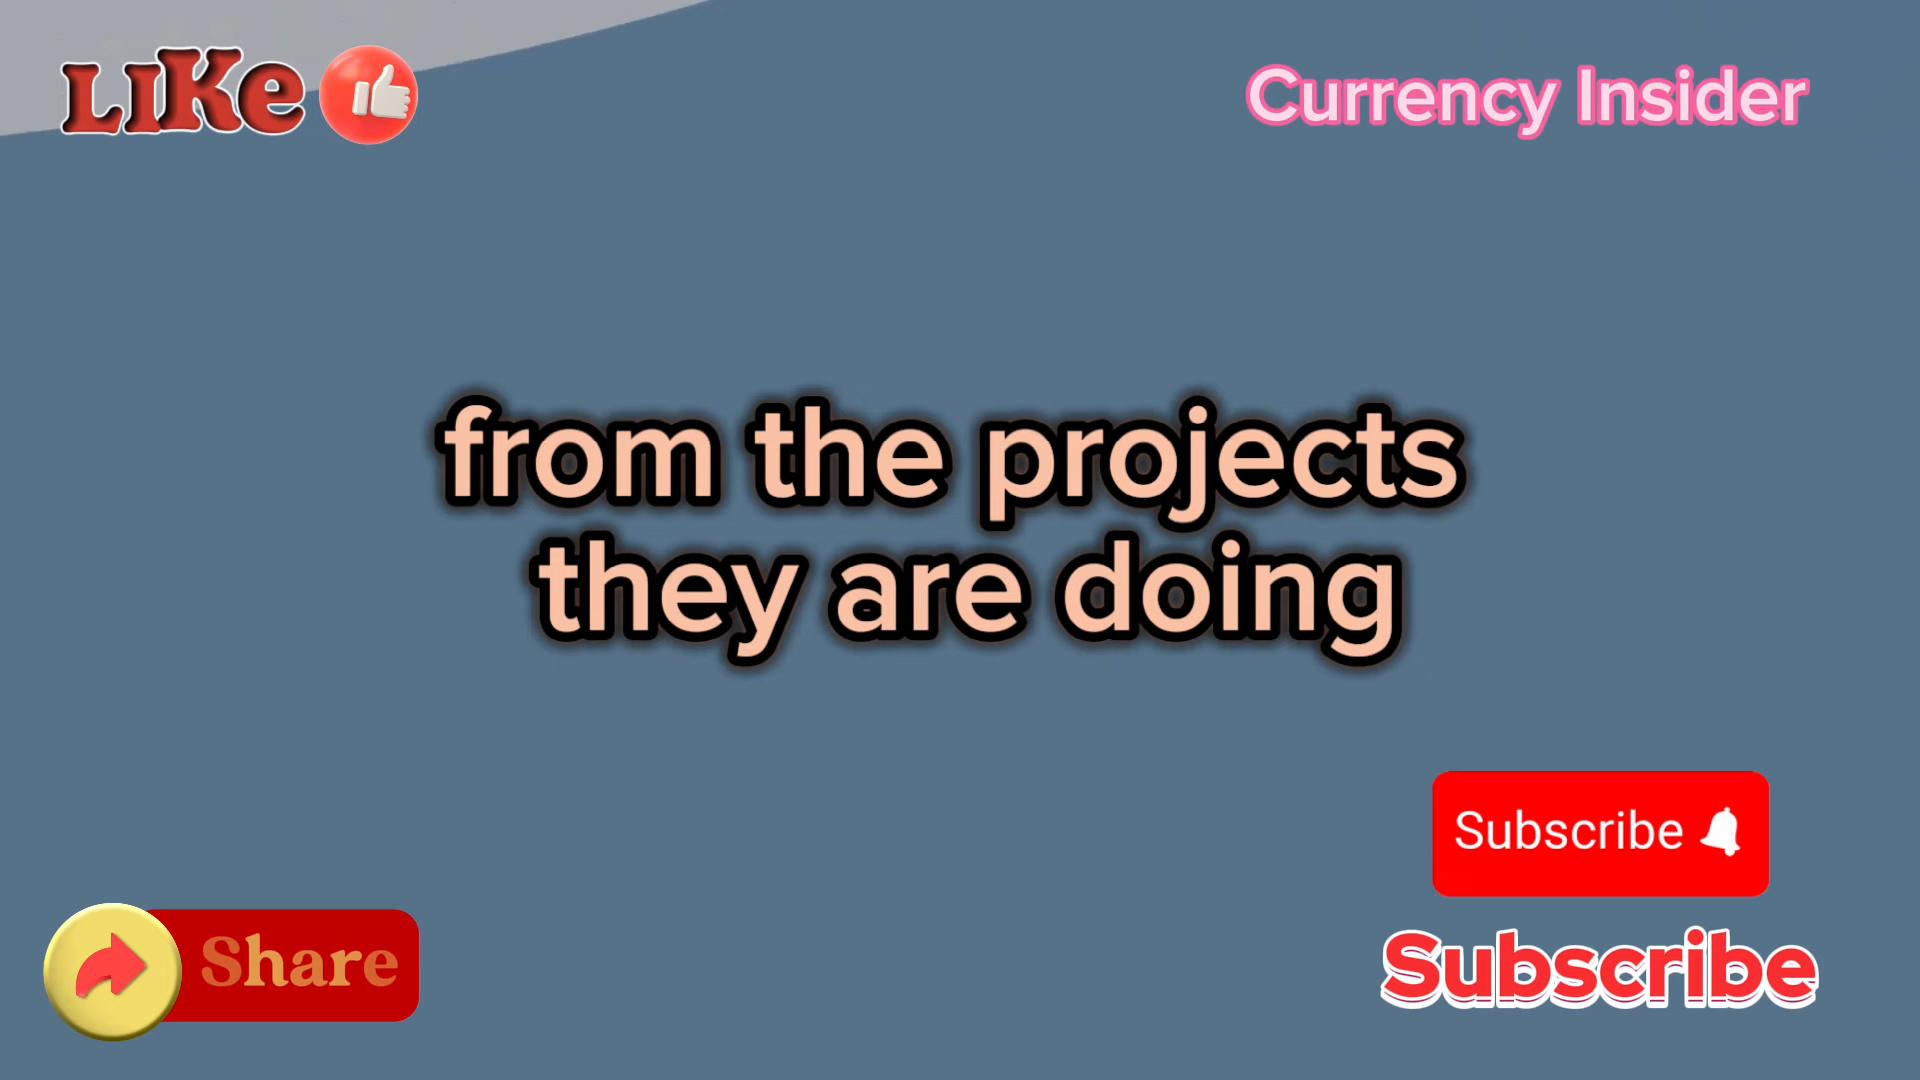 LIKe
Currency Insider
from the projects
they are doing
Subscribe
Share
Subscribe